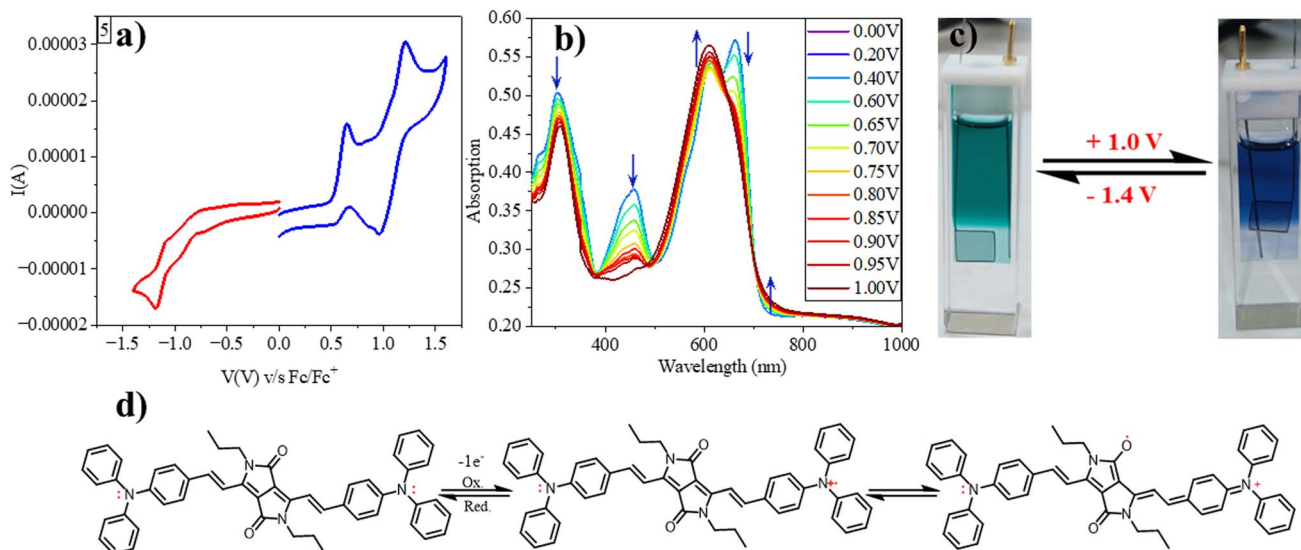 5
a)
0.00003
0.00002
0.00001
0.00000
−0.00001
−0.00002
I(A)
−1.5 −1.0 −0.5 0.0 0.5 1.0 1.5
V(V) v/s Fc/Fc+
b)
0.60
0.55
0.50
0.45
0.40
0.35
0.30
0.25
0.20
Absorption
400 600 800 1000
Wavelength (nm)
0.00V
0.20V
0.40V
0.60V
0.65V
0.70V
0.75V
0.80V
0.85V
0.90V
0.95V
1.00V
c)
+ 1.0 V
- 1.4 V
d)
N O
N N
O N
-1e-
Ox.
Red.
N O
N N +
O N
N O
N N +
O N